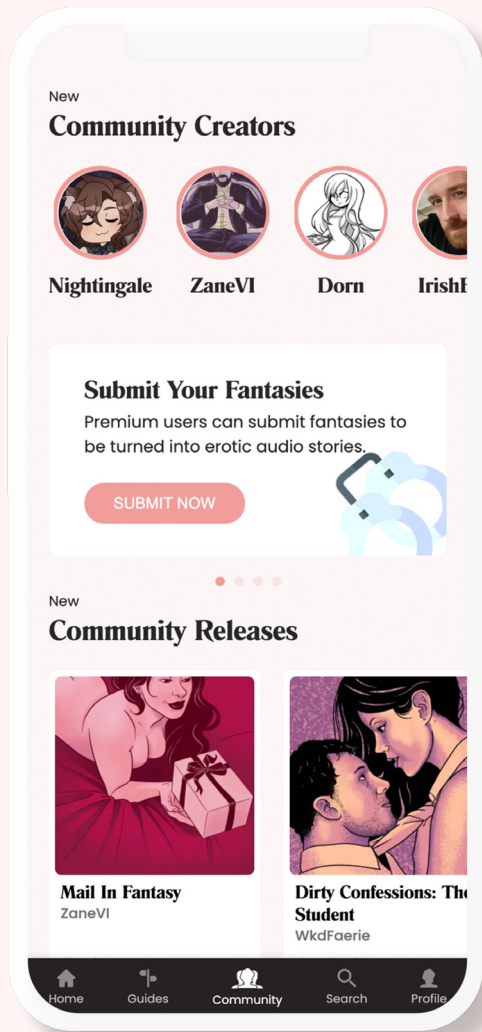 New
Community Creators
Nightingale
ZaneVI
Dorn
Submit Your Fantasies
Premium users can submit fantasies to
be turned into erotic audio stories.
SUBMIT NOW
New
Community Releases
Mail In Fantasy
ZaneVI
Dirty Confessions: The
Student
WkdFaerie
Home
Guides
Community
Search
Profile